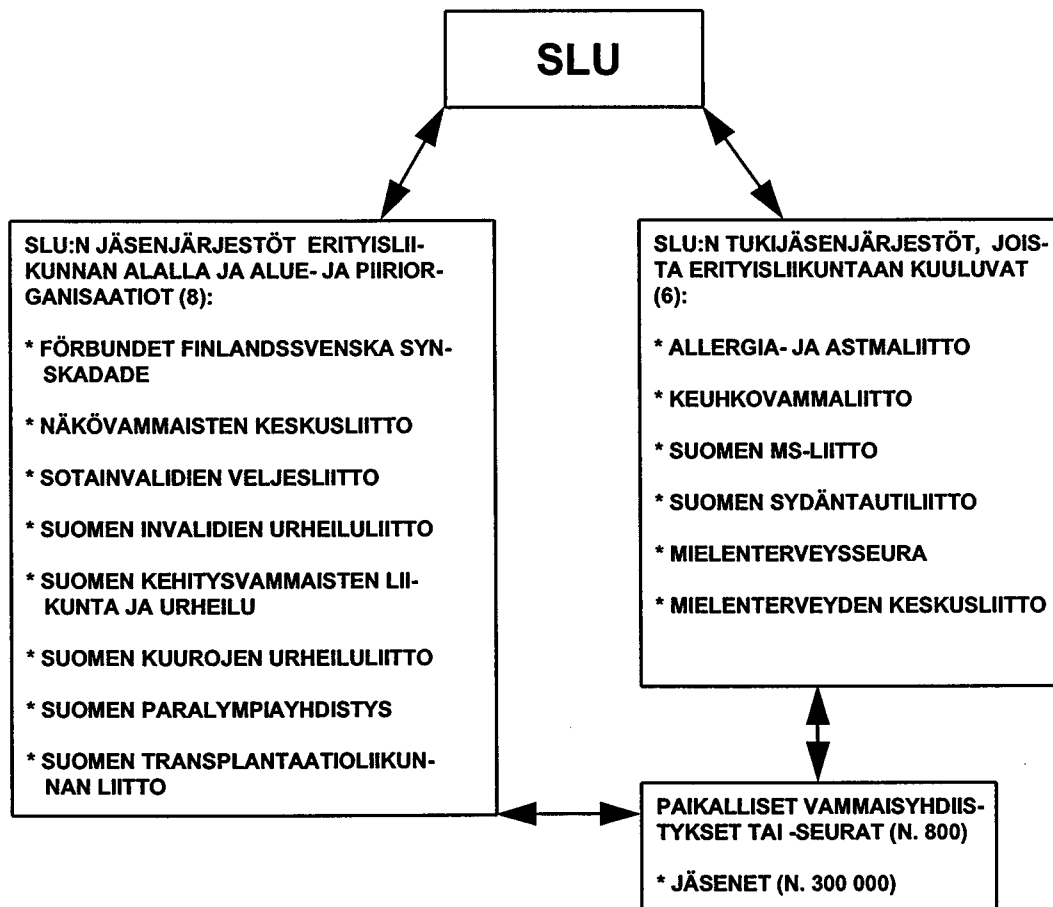 SLU
SLU:N JÄSENJÄRJESTÖT ERITYISLII-
KUNNAN ALALLA JA ALUE- JA PIIRIOR-
GANISAATIOT (8):
* FÖRBUNDET FINLANDSSVENSKA SYN-
SKADADE
* NÄKÖVAMMAISTEN KESKUSLIITTO
* SOTAINVALIDIEN VELJESLIITTO
* SUOMEN INVALIDIEN URHEILULIITTO
* SUOMEN KEHITYSVAMMAISTEN LII-
KUNTA JA URHEILU
* SUOMEN KUUROJEN URHEILULIITTO
* SUOMEN PARALYMPIAYHDISTYS
* SUOMEN TRANSPLANTAATIOLIIKUN-
NAN LIITTO
SLU:N TUKIJÄSENJÄRJESTÖT, JOIS-
TA ERITYISLIIKUNTAAN KUULUVAT
(6):
* ALLERGIA- JA ASTMALIITTO
* KEUHKOVAMMALIITTO
* SUOMEN MS-LIITTO
* SUOMEN SYDÄNTAUTILIITTO
* MIELENTERVEYSSEURA
* MIELENTERVEYDEN KESKUSLIITTO
PAIKALLISET VAMMAISYHDIIS-
TYKSET TAI -SEURAT (N. 800)
* JÄSENET (N. 300 000)